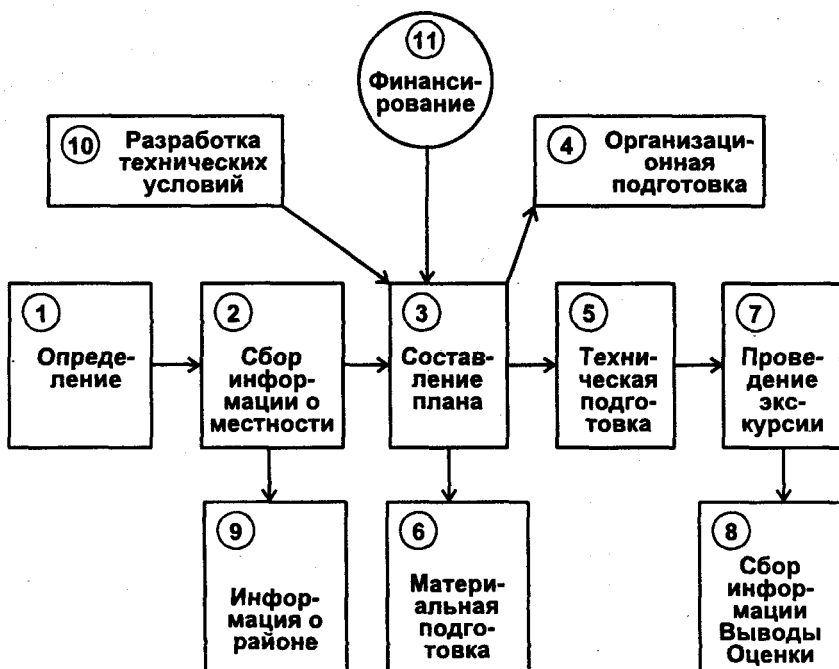 11
Финанси-
рование
10 Разработка
технических
условий
4 Организаци-
онная
подготовка
1
Опреде-
ление
2
Сбор
инфор-
мации о
местности
3
Состав-
ление
плана
5
Техни-
ческая
подго-
товка
7
Прове-
дение
экс-
курсии
9
Инфор-
мация о
районе
6
Матери-
альная
подго-
товка
8
Сбор
инфор-
мации
Выводы
Оценки